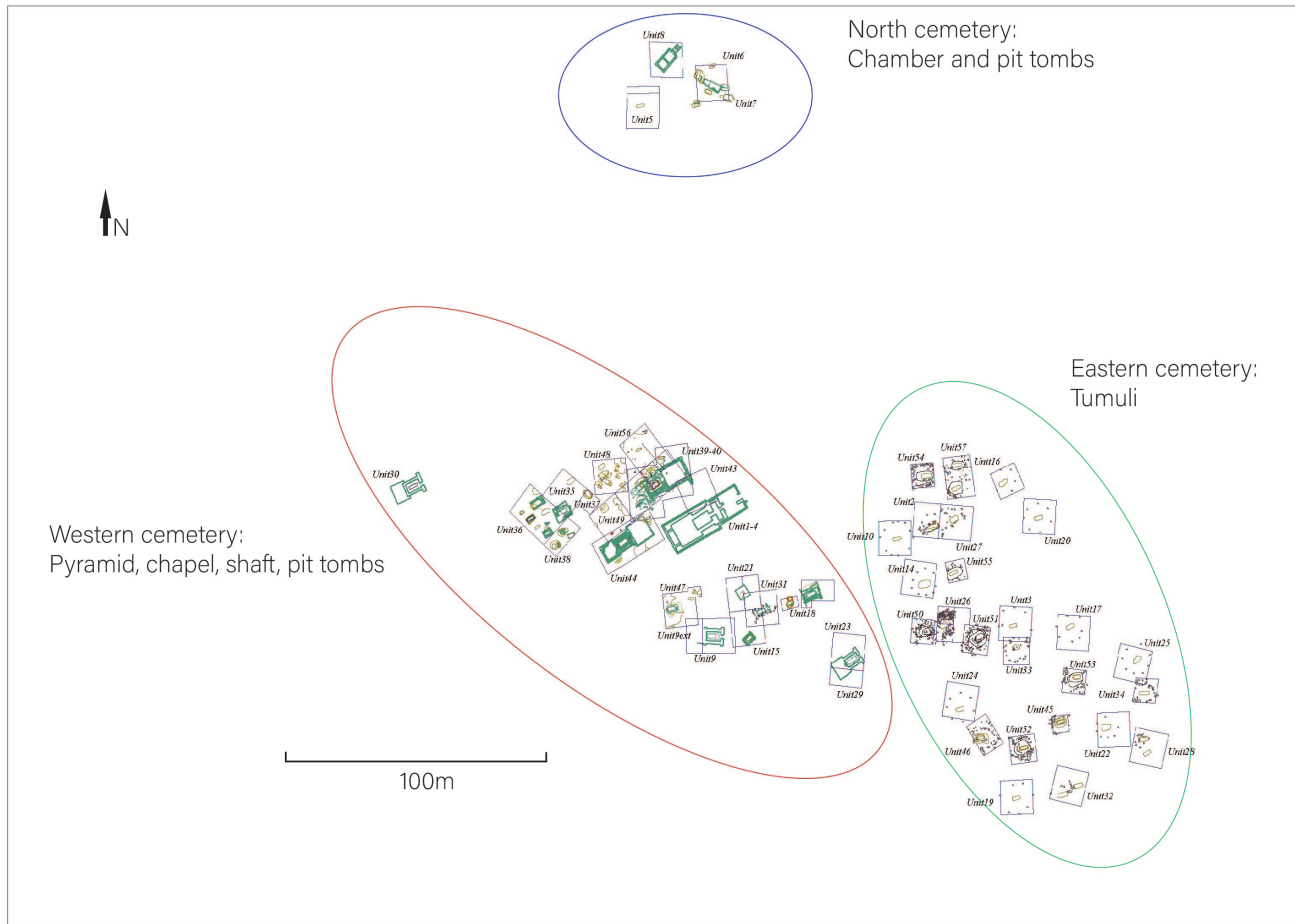 North cemetery:
Chamber and pit tombs
Unit8
Unit6
Unit7
Unit5
N
Eastern cemetery:
Tumuli
Western cemetery:
Pyramid, chapel, shaft, pit tombs
Unit30
Unit56
Unit48
Unit39-40
Unit43
Unit35
Unit37
Unit36
Unit49
Unit1-4
Unit38
Unit44
Unit47
Unit21
Unit31
Unit18
Unit9ext
Unit9
Unit15
Unit23
Unit29
Unit54
Unit57
Unit16
Unit2
Unit10
Unit27
Unit20
Unit14
Unit55
Unit50
Unit26
Unit51
Unit3
Unit17
Unit33
Unit25
Unit53
Unit24
Unit34
Unit45
Unit52
Unit46
Unit22
Unit28
Unit19
Unit32
100m